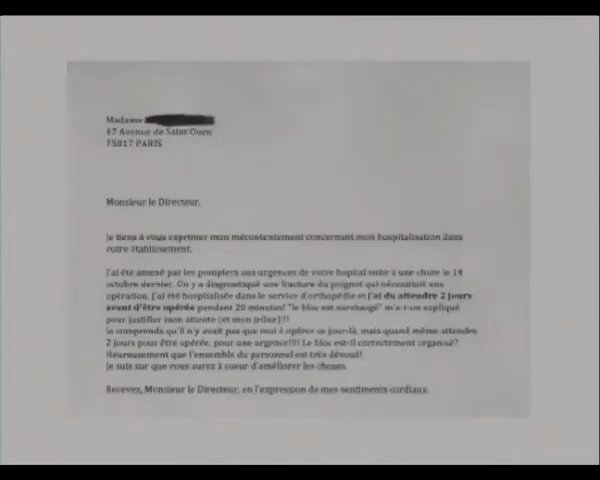 Madame
47 Avenue de Saint Ouen
75017 PARIS
Monsieur le Directeur,
Je tiens à vous exprimer mon mécontentement concernant mon hospitalisation dans
votre établissement.
J'ai été amené par les pompiers aux urgences de votre hopital suite à une chute le 14
octobre dernier. On y a diagnostiqué une fracture du poignet qui nécessitait une
opération. J'ai été hospitalisée dans le service d'orthopédie et j'ai du attendre 2 jours
avant d'être opérée pendant 20 minutes! "le bloc est surchargé" m'a-t-on expliqué
pour justifier mon attente (et mon jeûne)!!!
Je comprends qu'il n'y avait pas que moi à opérer ce jour-là, mais quand même attendre
2 jours pour être opérée, pour une urgence!!!! Le bloc est-il correctement organisé?
Heureusement que l'ensemble du personnel est très dévoué!
Je suis sur que vous aurez à coeur d'améliorer les choses.
Recevez, Monsieur le Directeur, en l'expression de mes sentiments cordiaux.